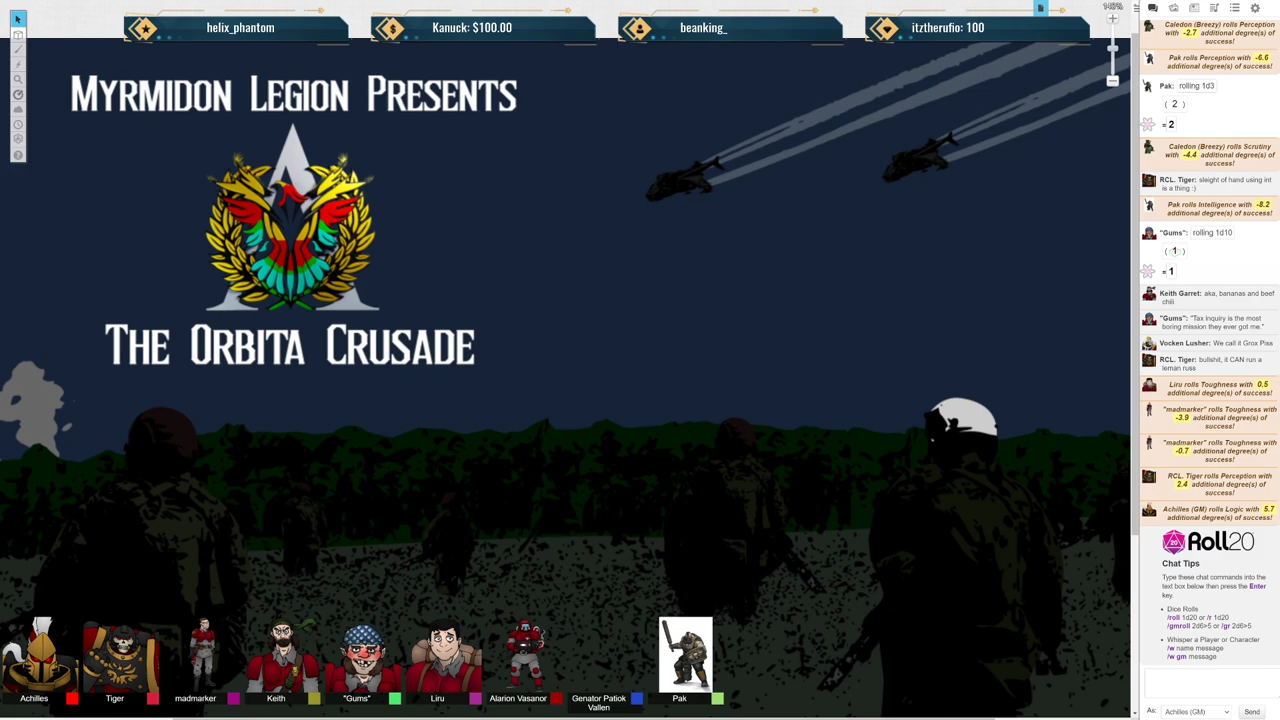 helix_phantom
Kanuck: $100.00
beanking_
itztherufio: 100
MYRMIDON LEGION PRESENTS
THE ORBITA CRUSADE
Achilles
Tiger
madmarker
Keith
"Gums"
Liru
Alarion Vasanor
Genator Patiok
Vallen
Pak
Caledon (Breezy) rolls Perception
with -2.7 additional degree(s) of
success!
Pak rolls Perception with -6.6
additional degree(s) of success!
Pak: rolling 1d3
( 2 )
= 2
Caledon (Breezy) rolls Scrutiny
with -4.4 additional degree(s) of
success!
RCL. Tiger: sleight of hand using int
is a thing :)
Pak rolls Intelligence with -8.2
additional degree(s) of success!
"Gums": rolling 1d10
( 1 )
= 1
Keith Garret: aka, bananas and beef
chili
"Gums": "Tax inquiry is the most
boring mission they ever got me."
Vocken Lusher: We call it Grox Piss
RCL. Tiger: bullshit, it CAN run a
leman russ
Liru rolls Toughness with 0.5
additional degree(s) of success!
"madmarker" rolls Toughness with
-3.9 additional degree(s) of
success!
"madmarker" rolls Toughness with
-0.7 additional degree(s) of
success!
RCL. Tiger rolls Perception with
2.4 additional degree(s) of
success!
Achilles (GM) rolls Logic with 5.7
additional degree(s) of success!
20 Roll20
Chat Tips
Type these chat commands into the
text box below then press the Enter
key.
• Dice Rolls
/roll 1d20 or /r 1d20
/gmroll 2d6>5 or /gr 2d6>5
• Whisper a Player or Character
/w name message
/w gm message
As: Achilles (GM) Send